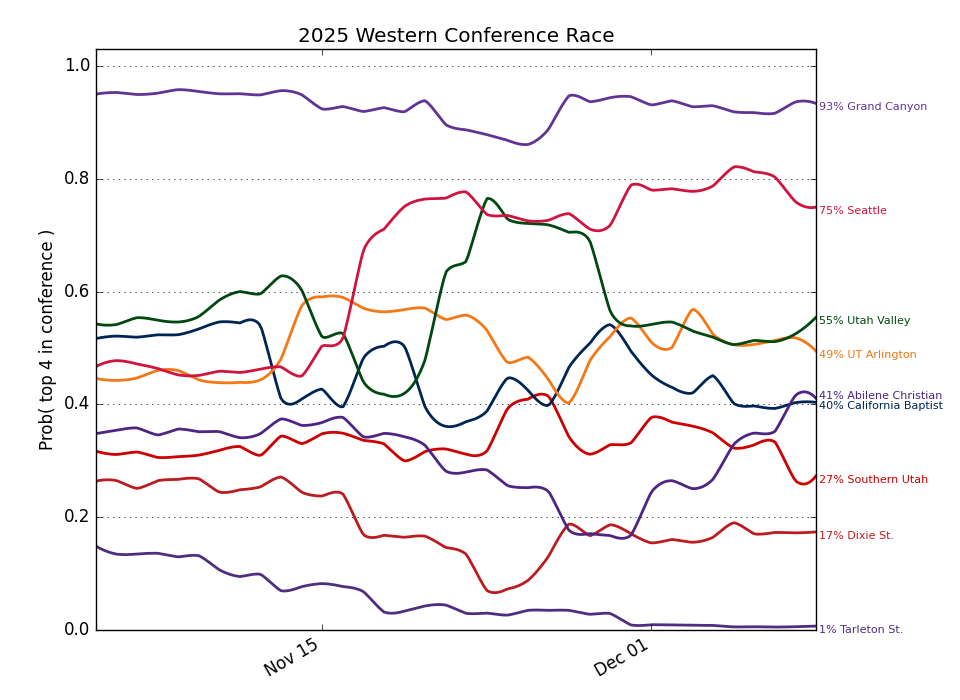 2025 Western Conference Race
Prob( top 4 in conference )
1.0
0.8
0.6
0.4
0.2
0.0
Nov 15
Dec 01
93% Grand Canyon
75% Seattle
55% Utah Valley
49% UT Arlington
41% Abilene Christian
40% California Baptist
27% Southern Utah
17% Dixie St.
1% Tarleton St.